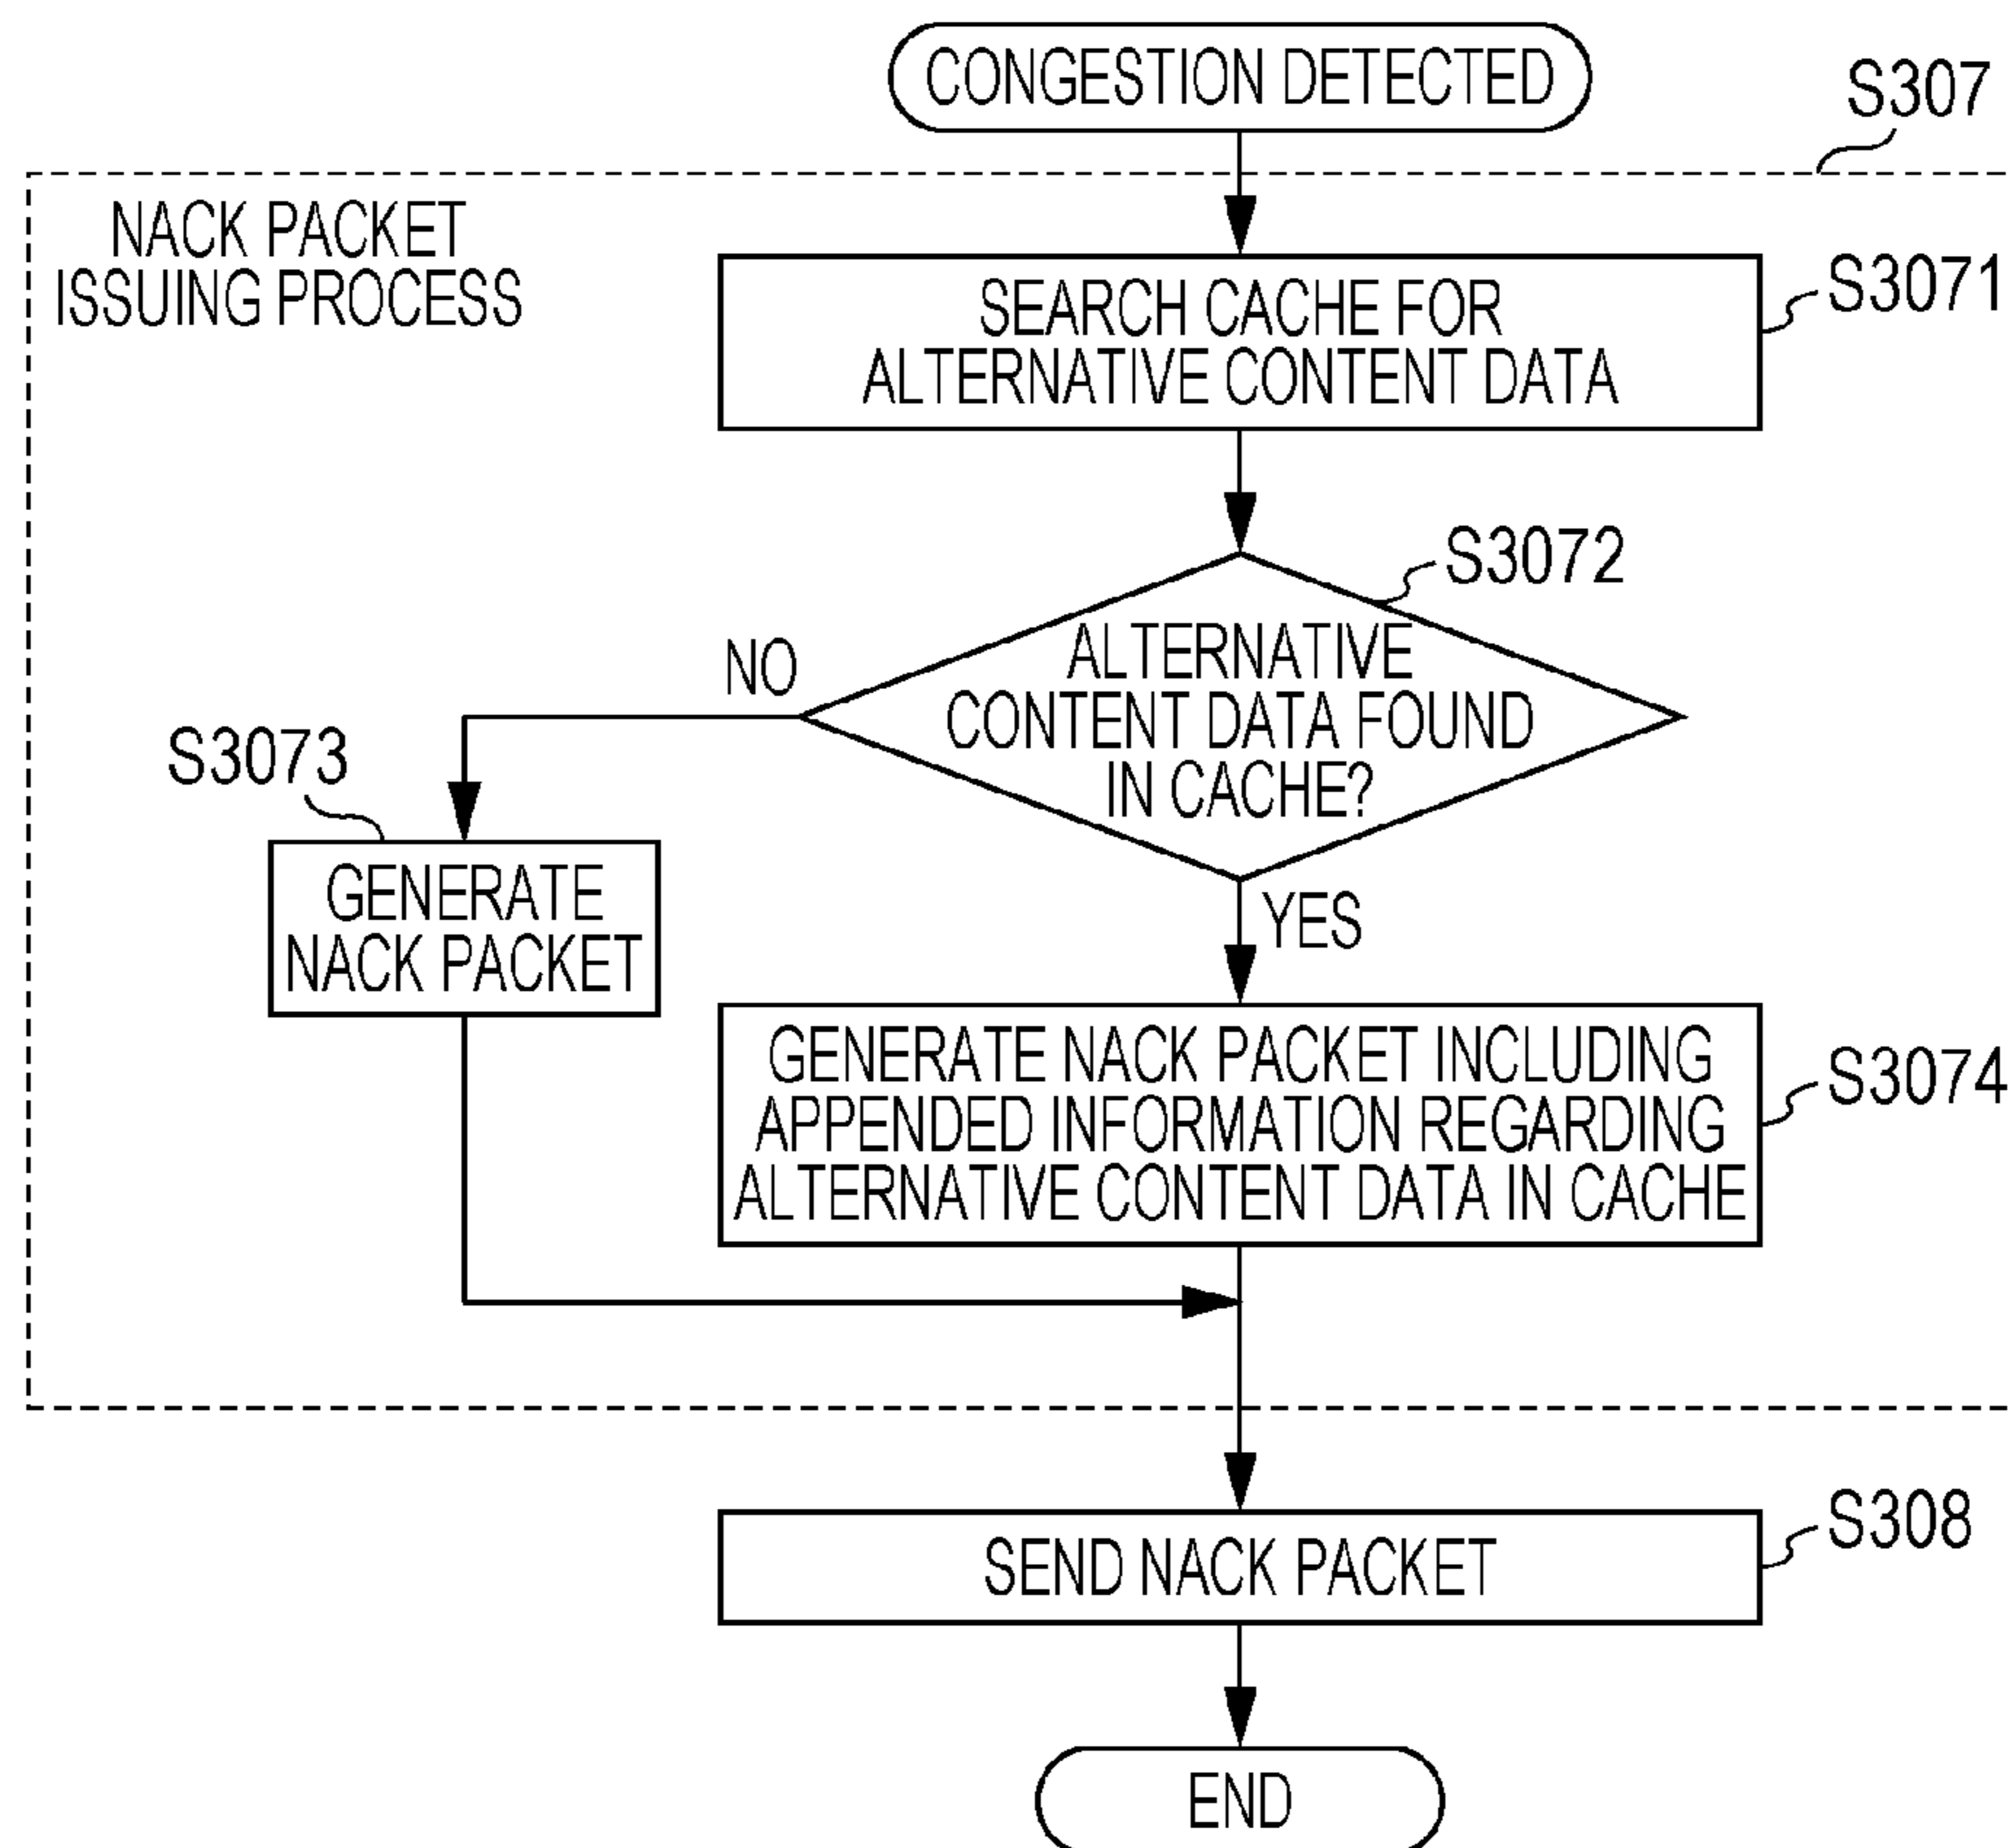 CONGESTION DETECTED
S307
NACK PACKET
ISSUING PROCESS
SEARCH CACHE FOR
ALTERNATIVE CONTENT DATA
S3071
S3072
ALTERNATIVE
CONTENT DATA FOUND
IN CACHE?
NO
S3073
GENERATE
NACK PACKET
YES
GENERATE NACK PACKET INCLUDING
APPENDED INFORMATION REGARDING
ALTERNATIVE CONTENT DATA IN CACHE
S3074
SEND NACK PACKET
S308
END